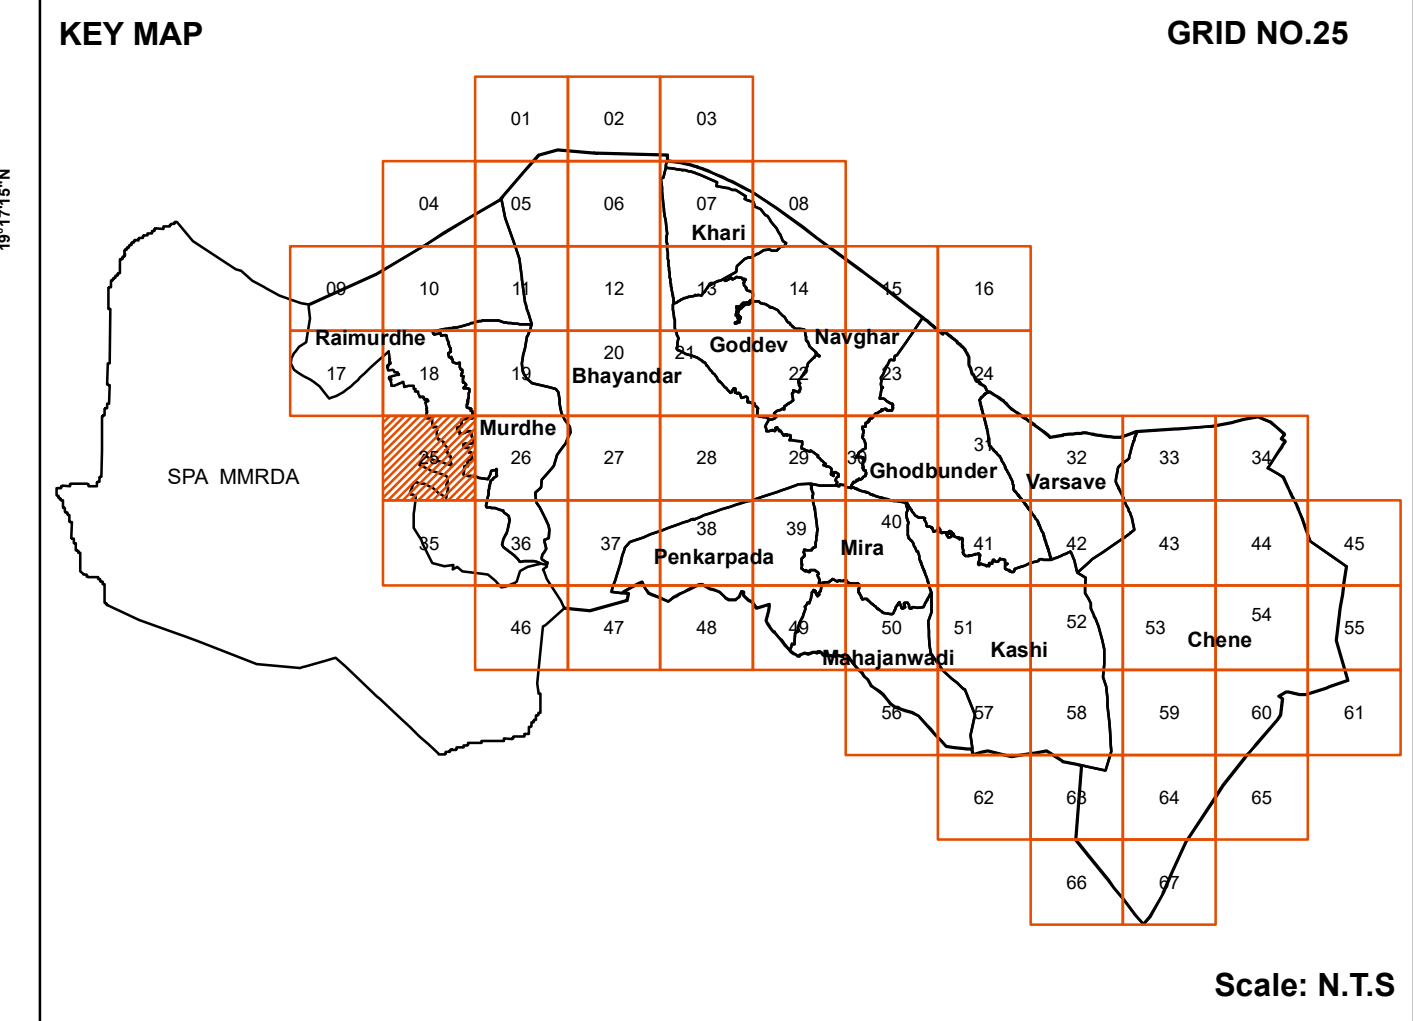 KEY MAP
GRID NO.25
19°17'15"N
01 02 03
04 05 06 07 08
Khari
09 10 11 12 13 14 15 16
Raimurdhe
Goddev
Navghar
17 18 19 20 21 22 23 24
Bhayandar
Murdhe
25 26 27 28 29 30 31 32 33 34
SPA MMRDA
Ghodbunder
Varsave
35 36 37 38 39 40 41 42 43 44 45
Penkarpada
Mira
46 47 48 49 50 51 52 53 54 55
Mahajanwadi
Kashi
Chene
56 57 58 59 60 61
62 63 64 65
66 67
Scale: N.T.S